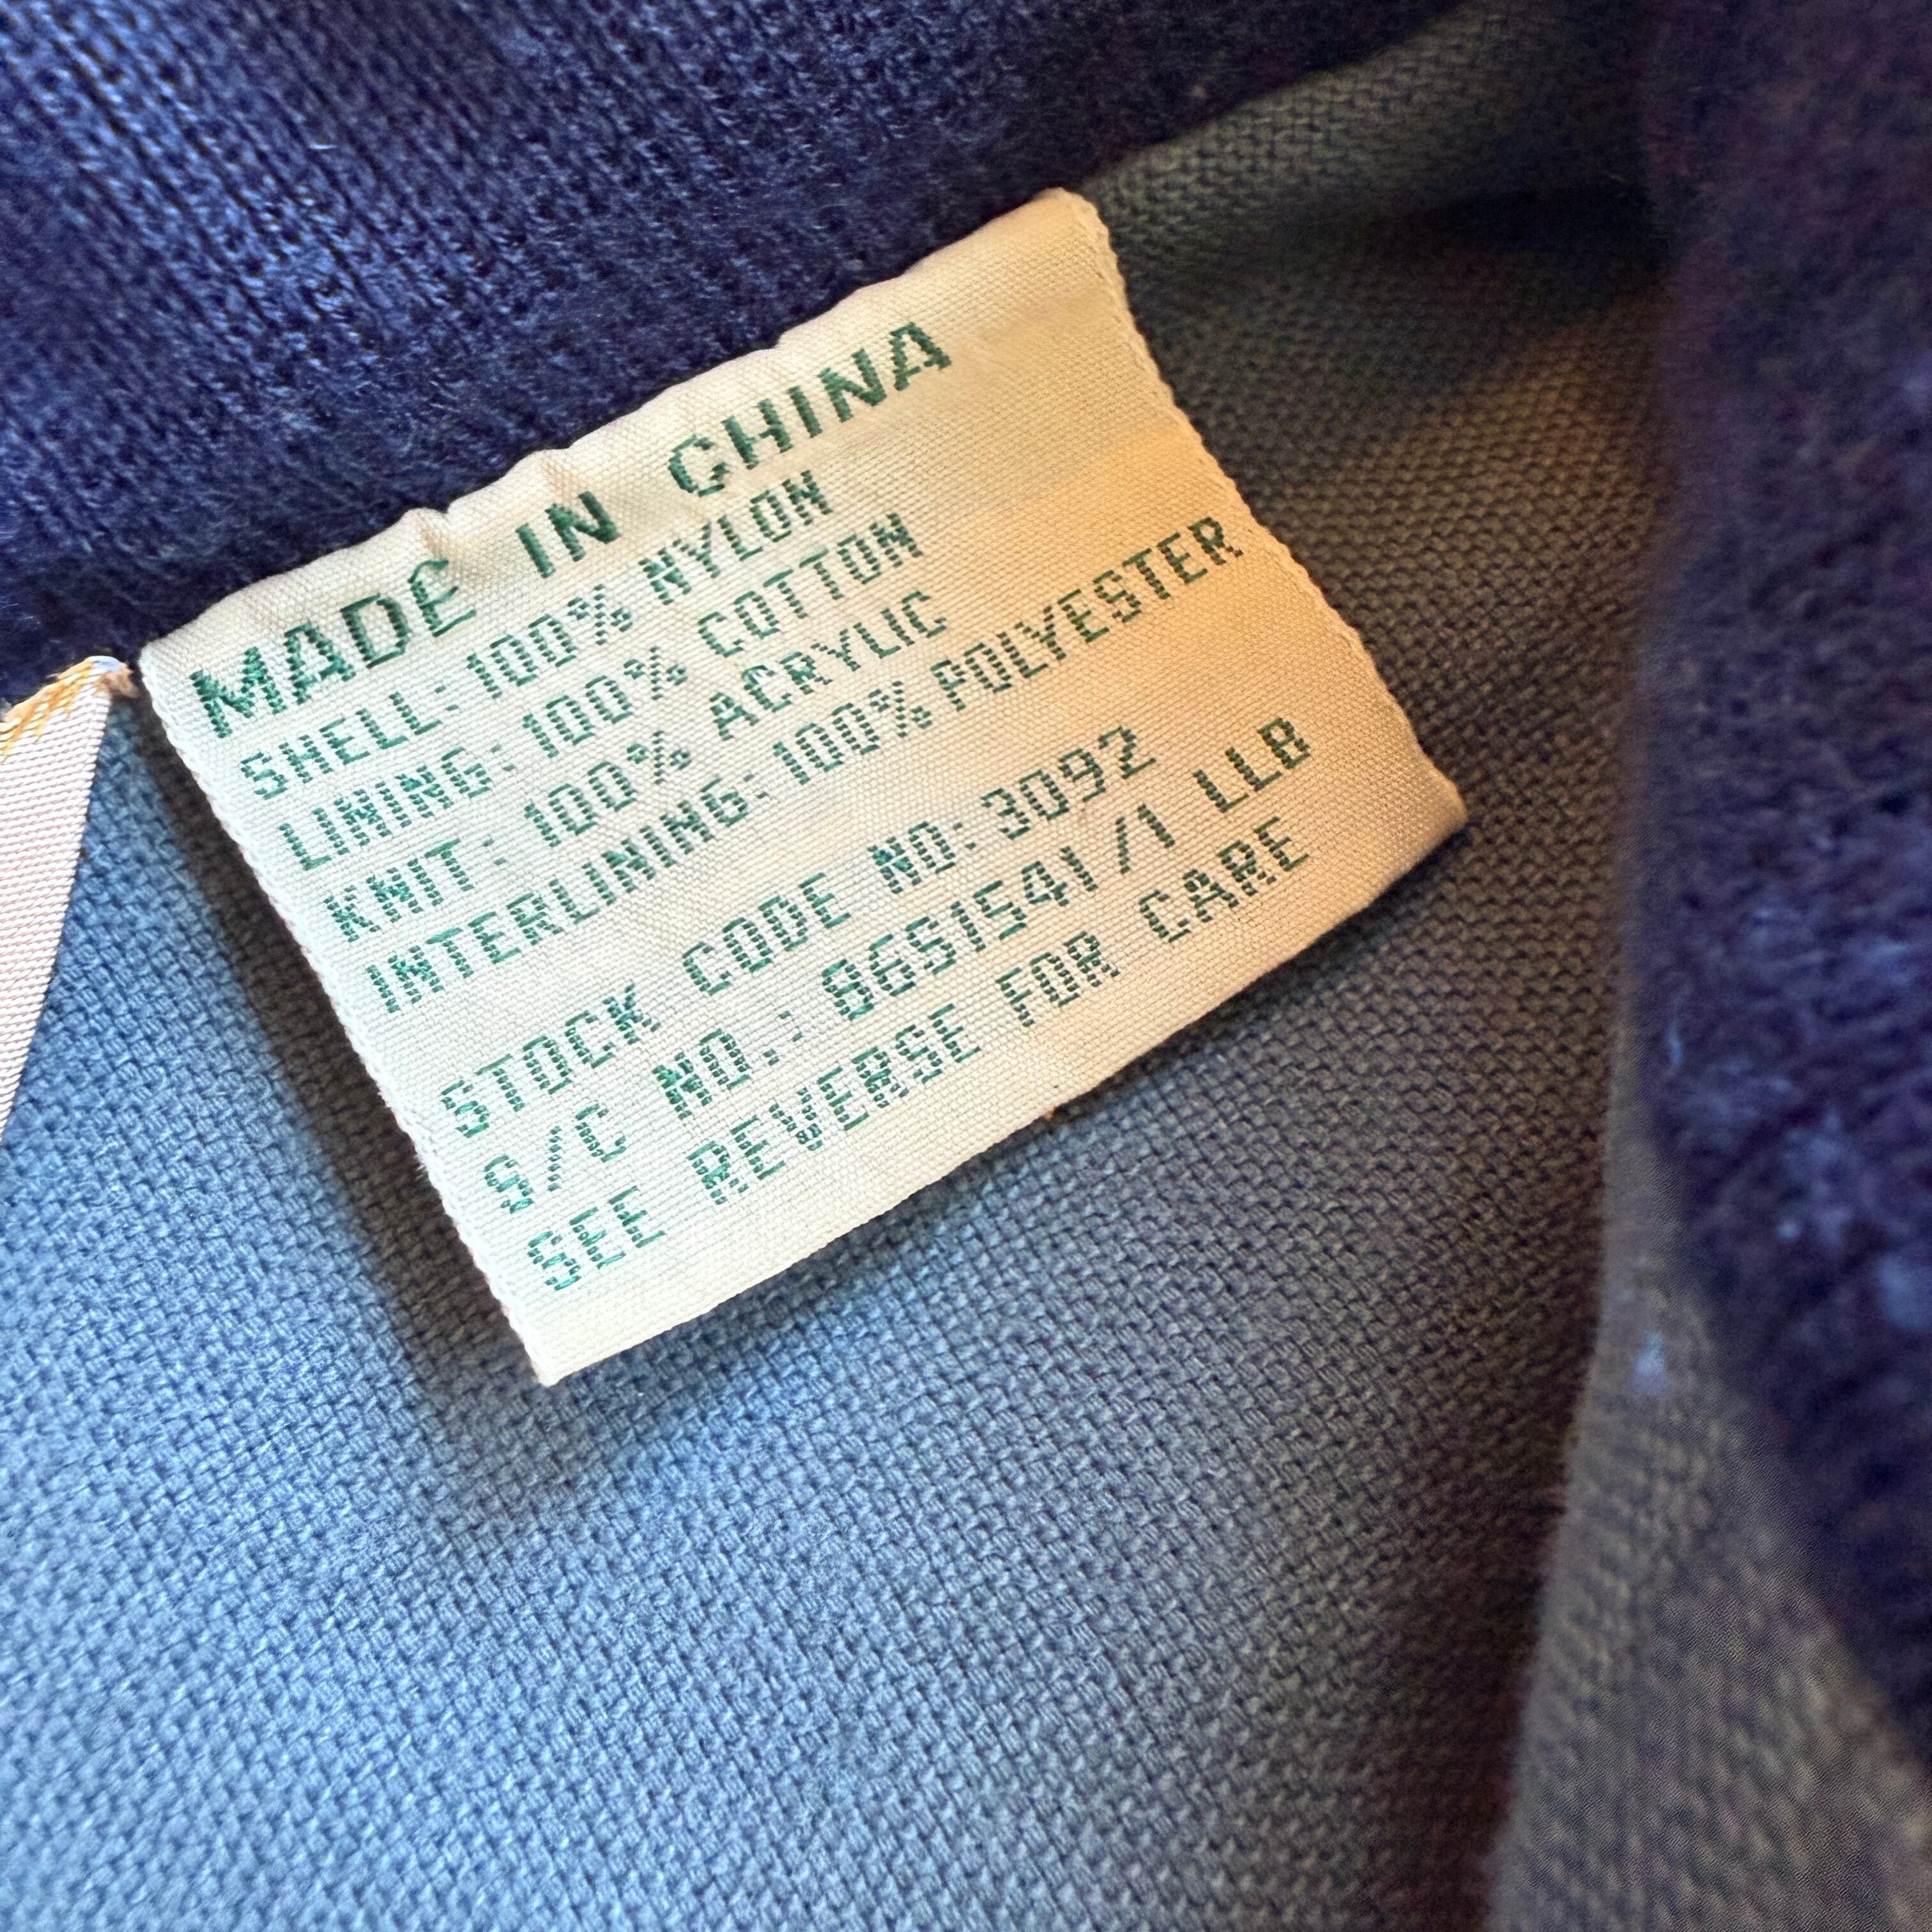 MADE IN CHINA
SHELL: 100% NYLON
LINING: 100% COTTON
KNIT: 100% ACRYLIC
INTERLINING: 100% POLYESTER
STOCK CODE NO: 3092
S/C NO.: 86S1541/1 LLB
SEE REVERSE FOR CARE